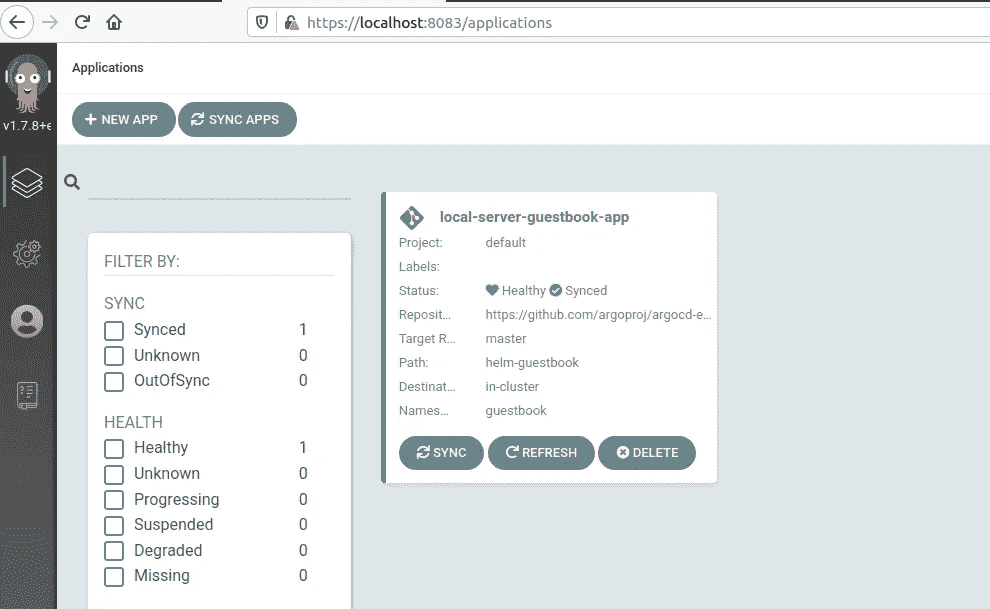 https://localhost:8083/applications
Applications
v1.7.8+e
NEW APP
SYNC APPS
FILTER BY:
SYNC
Synced 1
Unknown 0
OutOfSync 0
HEALTH
Healthy 1
Unknown 0
Progressing 0
Suspended 0
Degraded 0
Missing 0
local-server-guestbook-app
Project: default
Labels:
Status: Healthy Synced
Reposit... https://github.com/argoproj/argocd-e...
Target R... master
Path: helm-guestbook
Destinat... in-cluster
Names... guestbook
SYNC REFRESH DELETE